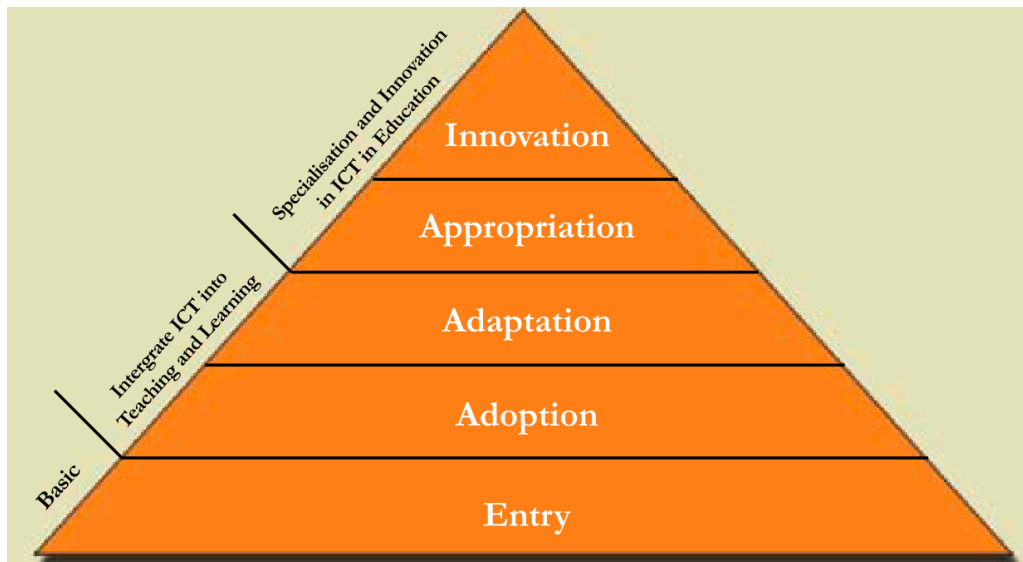 Specialisation and Innovation
in ICT in Education
Innovation
Appropriation
Intergrate ICT into
Teaching and Learning
Adaptation
Adoption
Basic
Entry